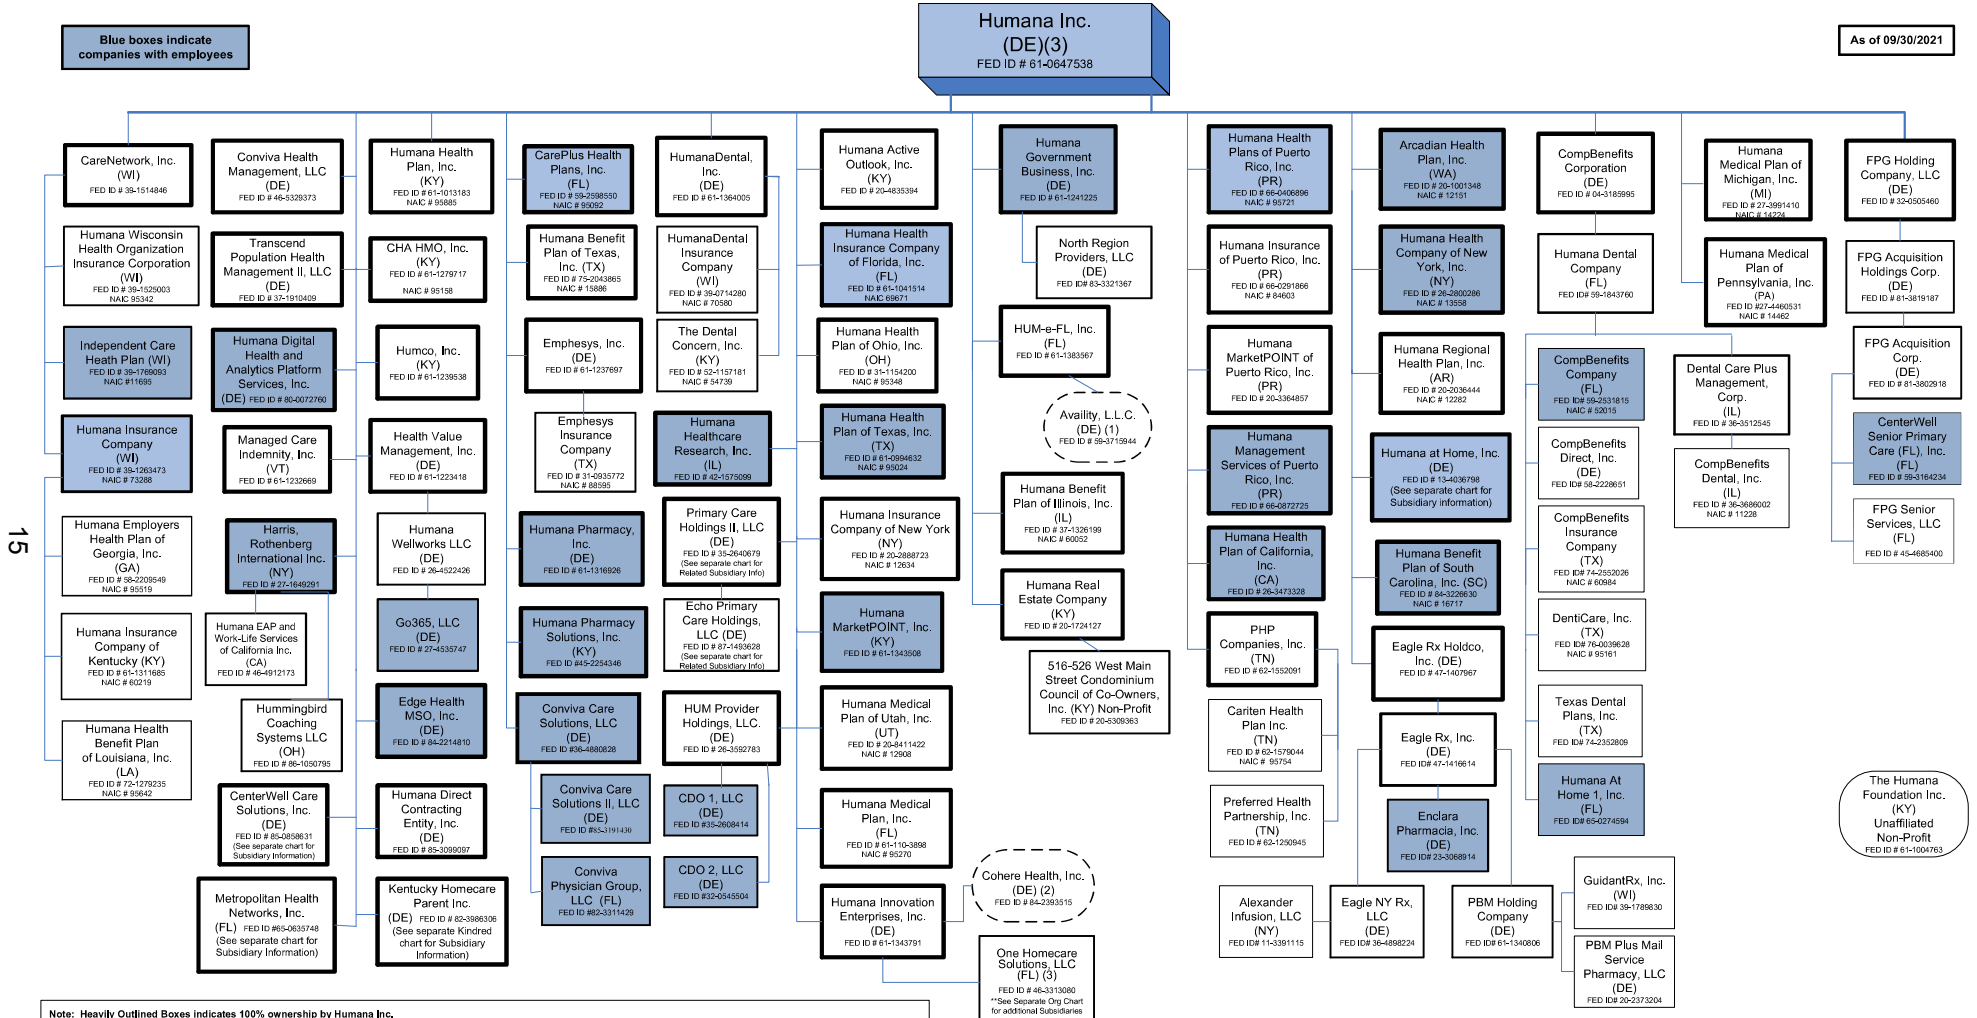 Blue boxes indicate
companies with employees
Humana Inc.
(DE)(3)
FED ID # 61-0647538
As of 09/30/2021
CareNetwork, Inc.
(WI)
FED ID # 39-1514846
Humana Wisconsin
Health Organization
Insurance Corporation
(WI)
FED ID # 39-1525003
NAIC 95342
Independent Care
Heath Plan (WI)
FED ID # 39-1769093
NAIC #11695
Humana Insurance
Company
(WI)
FED ID # 39-1263473
NAIC # 73288
Humana Employers
Health Plan of
Georgia, Inc.
(GA)
FED ID # 58-2209549
NAIC # 95519
Humana Insurance
Company of
Kentucky (KY)
FED ID # 61-1311685
NAIC # 60219
Humana Health
Benefit Plan
of Louisiana, Inc.
(LA)
FED ID # 72-1279235
NAIC # 95642
Conviva Health
Management, LLC
(DE)
FED ID # 46-5329373
Transcend
Population Health
Management II, LLC
(DE)
FED ID # 37-1910409
Humana Digital
Health and
Analytics Platform
Services, Inc.
(DE) FED ID # 80-0072760
Managed Care
Indemnity, Inc.
(VT)
FED ID # 61-1232669
Harris,
Rothenberg
International Inc.
(NY)
FED ID # 27-1649291
Humana EAP and
Work-Life Services
of California Inc.
(CA)
FED ID # 46-4912173
Hummingbird
Coaching
Systems LLC
(OH)
FED ID # 86-1050795
CenterWell Care
Solutions, Inc.
(DE)
FED ID # 85-0858631
(See separate chart for
Subsidiary Information)
Metropolitan Health
Networks, Inc.
(FL) FED ID #65-0635748
(See separate chart for
Subsidiary Information)
Humana Health
Plan, Inc.
(KY)
FED ID # 61-1013183
NAIC # 95885
CHA HMO, Inc.
(KY)
FED ID # 61-1279717
NAIC # 95158
Humco, Inc.
(KY)
FED ID # 61-1239538
Health Value
Management, Inc.
(DE)
FED ID # 61-1223418
Humana
Wellworks LLC
(DE)
FED ID # 26-4522426
Go365, LLC
(DE)
FED ID # 27-4535747
Edge Health
MSO, Inc.
(DE)
FED ID # 84-2214810
Humana Direct
Contracting
Entity, Inc.
(DE)
FED ID # 85-3099097
Kentucky Homecare
Parent Inc.
(DE) FED ID # 82-3986306
(See separate Kindred
chart for Subsidiary
Information)
CarePlus Health
Plans, Inc.
(FL)
FED ID # 59-2598550
NAIC # 95092
Humana Benefit
Plan of Texas,
Inc. (TX)
FED ID # 75-2043865
NAIC # 15886
Emphesys, Inc.
(DE)
FED ID # 61-1237697
Emphesys
Insurance
Company
(TX)
FED ID # 31-0935772
NAIC # 88595
Humana Pharmacy,
Inc.
(DE)
FED ID # 61-1316926
Humana Pharmacy
Solutions, Inc.
(KY)
FED ID #45-2254346
Conviva Care
Solutions, LLC
(DE)
FED ID #36-4880828
Conviva Care
Solutions II, LLC
(DE)
FED ID #85-3191430
Conviva
Physician Group,
LLC (FL)
FED ID #82-3311429
HumanaDental,
Inc.
(DE)
FED ID # 61-1364005
HumanaDental
Insurance
Company
(WI)
FED ID # 39-0714280
NAIC # 70580
The Dental
Concern, Inc.
(KY)
FED ID # 52-1157181
NAIC # 54739
Humana
Healthcare
Research, Inc.
(IL)
FED ID # 42-1575099
Primary Care
Holdings II, LLC
(DE)
FED ID # 35-2640679
(See separate chart for
Related Subsidiary Info)
Echo Primary
Care Holdings,
LLC (DE)
FED ID # 87-1493628
(See separate chart for
Related Subsidiary Info)
HUM Provider
Holdings, LLC.
(DE)
FED ID # 26-3592783
CDO 1, LLC
(DE)
FED ID #35-2608414
CDO 2, LLC
(DE)
FED ID #32-0545504
Humana Active
Outlook, Inc.
(KY)
FED ID # 20-4835394
Humana Health
Insurance Company
of Florida, Inc.
(FL)
FED ID # 61-1041514
NAIC 69671
Humana Health
Plan of Ohio, Inc.
(OH)
FED ID # 31-1154200
NAIC # 95348
Humana Health
Plan of Texas, Inc.
(TX)
FED ID # 61-0994632
NAIC # 95024
Humana Insurance
Company of New York
(NY)
FED ID # 20-2888723
NAIC # 12634
Humana
MarketPOINT, Inc.
(KY)
FED ID # 61-1343508
Humana Medical
Plan of Utah, Inc.
(UT)
FED ID # 20-8411422
NAIC # 12908
Humana Medical
Plan, Inc.
(FL)
FED ID # 61-110-3898
NAIC # 95270
Humana Innovation
Enterprises, Inc.
(DE)
FED ID # 61-1343791
Humana
Government
Business, Inc.
(DE)
FED ID # 61-1241225
North Region
Providers, LLC
(DE)
FED ID# 83-3321367
HUM-e-FL, Inc.
(FL)
FED ID # 61-1383567
Availity, L.L.C.
(DE) (1)
FED ID # 59-3715944
Humana Benefit
Plan of Illinois, Inc.
(IL)
FED ID # 37-1326199
NAIC # 60052
Humana Real
Estate Company
(KY)
FED ID # 20-1724127
516-526 West Main
Street Condominium
Council of Co-Owners,
Inc. (KY) Non-Profit
FED ID # 20-5309363
Cohere Health, Inc.
(DE) (2)
FED ID # 84-2393515
One Homecare
Solutions, LLC
(FL) (3)
FED ID # 46-3313080
**See Separate Org Chart
for additional Subsidiaries
Humana Health
Plans of Puerto
Rico, Inc.
(PR)
FED ID # 66-0406896
NAIC # 95721
Humana Insurance
of Puerto Rico, Inc.
(PR)
FED ID # 66-0291866
NAIC # 84603
Humana
MarketPOINT of
Puerto Rico, Inc.
(PR)
FED ID # 20-3364857
Humana
Management
Services of Puerto
Rico, Inc.
(PR)
FED ID # 66-0872725
Humana Health
Plan of California,
Inc.
(CA)
FED ID # 26-3473328
PHP
Companies, Inc.
(TN)
FED ID # 62-1552091
Cariten Health
Plan Inc.
(TN)
FED ID # 62-1579044
NAIC # 95754
Preferred Health
Partnership, Inc.
(TN)
FED ID # 62-1250945
Alexander
Infusion, LLC
(NY)
FED ID# 11-3391115
Arcadian Health
Plan, Inc.
(WA)
FED ID # 20-1001348
NAIC # 12151
Humana Health
Company of New
York, Inc.
(NY)
FED ID # 26-2800286
NAIC # 13558
Humana Regional
Health Plan, Inc.
(AR)
FED ID # 20-2036444
NAIC # 12282
Humana at Home, Inc.
(DE)
FED ID # 13-4036798
(See separate chart for
Subsidiary information)
Humana Benefit
Plan of South
Carolina, Inc. (SC)
FED ID # 84-3226630
NAIC # 16717
Eagle Rx Holdco,
Inc. (DE)
FED ID # 47-1407967
Eagle Rx, Inc.
(DE)
FED ID #47-1416614
Enclara
Pharmacia, Inc.
(DE)
FED ID# 23-3068914
Eagle NY Rx,
LLC
(DE)
FED ID#36-4898224
PBM Holding
Company
(DE)
FED ID#61-1340806
GuidantRx, Inc.
(WI)
FED ID# 39-1789830
PBM Plus Mail
Service
Pharmacy, LLC
(DE)
FED ID# 20-2373204
CompBenefits
Corporation
(DE)
FED ID # 04-3185995
Humana Dental
Company
(FL)
FED ID# 59-1843760
CompBenefits
Company
(FL)
FED ID# 59-2531815
NAIC # 52015
CompBenefits
Direct, Inc.
(DE)
FED ID# 58-2228651
CompBenefits
Insurance
Company
(TX)
FED ID# 74-2552026
NAIC # 60984
DentiCare, Inc.
(TX)
FED ID# 76-0039628
NAIC # 95161
Texas Dental
Plans, Inc.
(TX)
FED ID# 74-2352809
Humana At
Home 1, Inc.
(FL)
FED ID# 65-0274594
Dental Care Plus
Management,
Corp.
(IL)
FED ID # 36-3512545
CompBenefits
Dental, Inc.
(IL)
FED ID # 36-3686002
NAIC # 11228
Humana
Medical Plan of
Michigan, Inc.
(MI)
FED ID # 27-3991410
NAIC # 14224
Humana Medical
Plan of
Pennsylvania, Inc.
(PA)
FED ID #27-4460531
NAIC # 14462
FPG Holding
Company, LLC
(DE)
FED ID # 32-0505460
FPG Acquisition
Holdings Corp.
(DE)
FED ID # 81-3819187
FPG Acquisition
Corp.
(DE)
FED ID # 81-3802918
CenterWell
Senior Primary
Care (FL), Inc.
(FL)
FED ID # 59-3164234
FPG Senior
Services, LLC
(FL)
FED ID # 45-4685400
The Humana
Foundation Inc.
(KY)
Unaffiliated
Non-Profit
FED ID # 61-1004763
15
Note: Heavily Outlined Boxes indicates 100% ownership by Humana Inc.